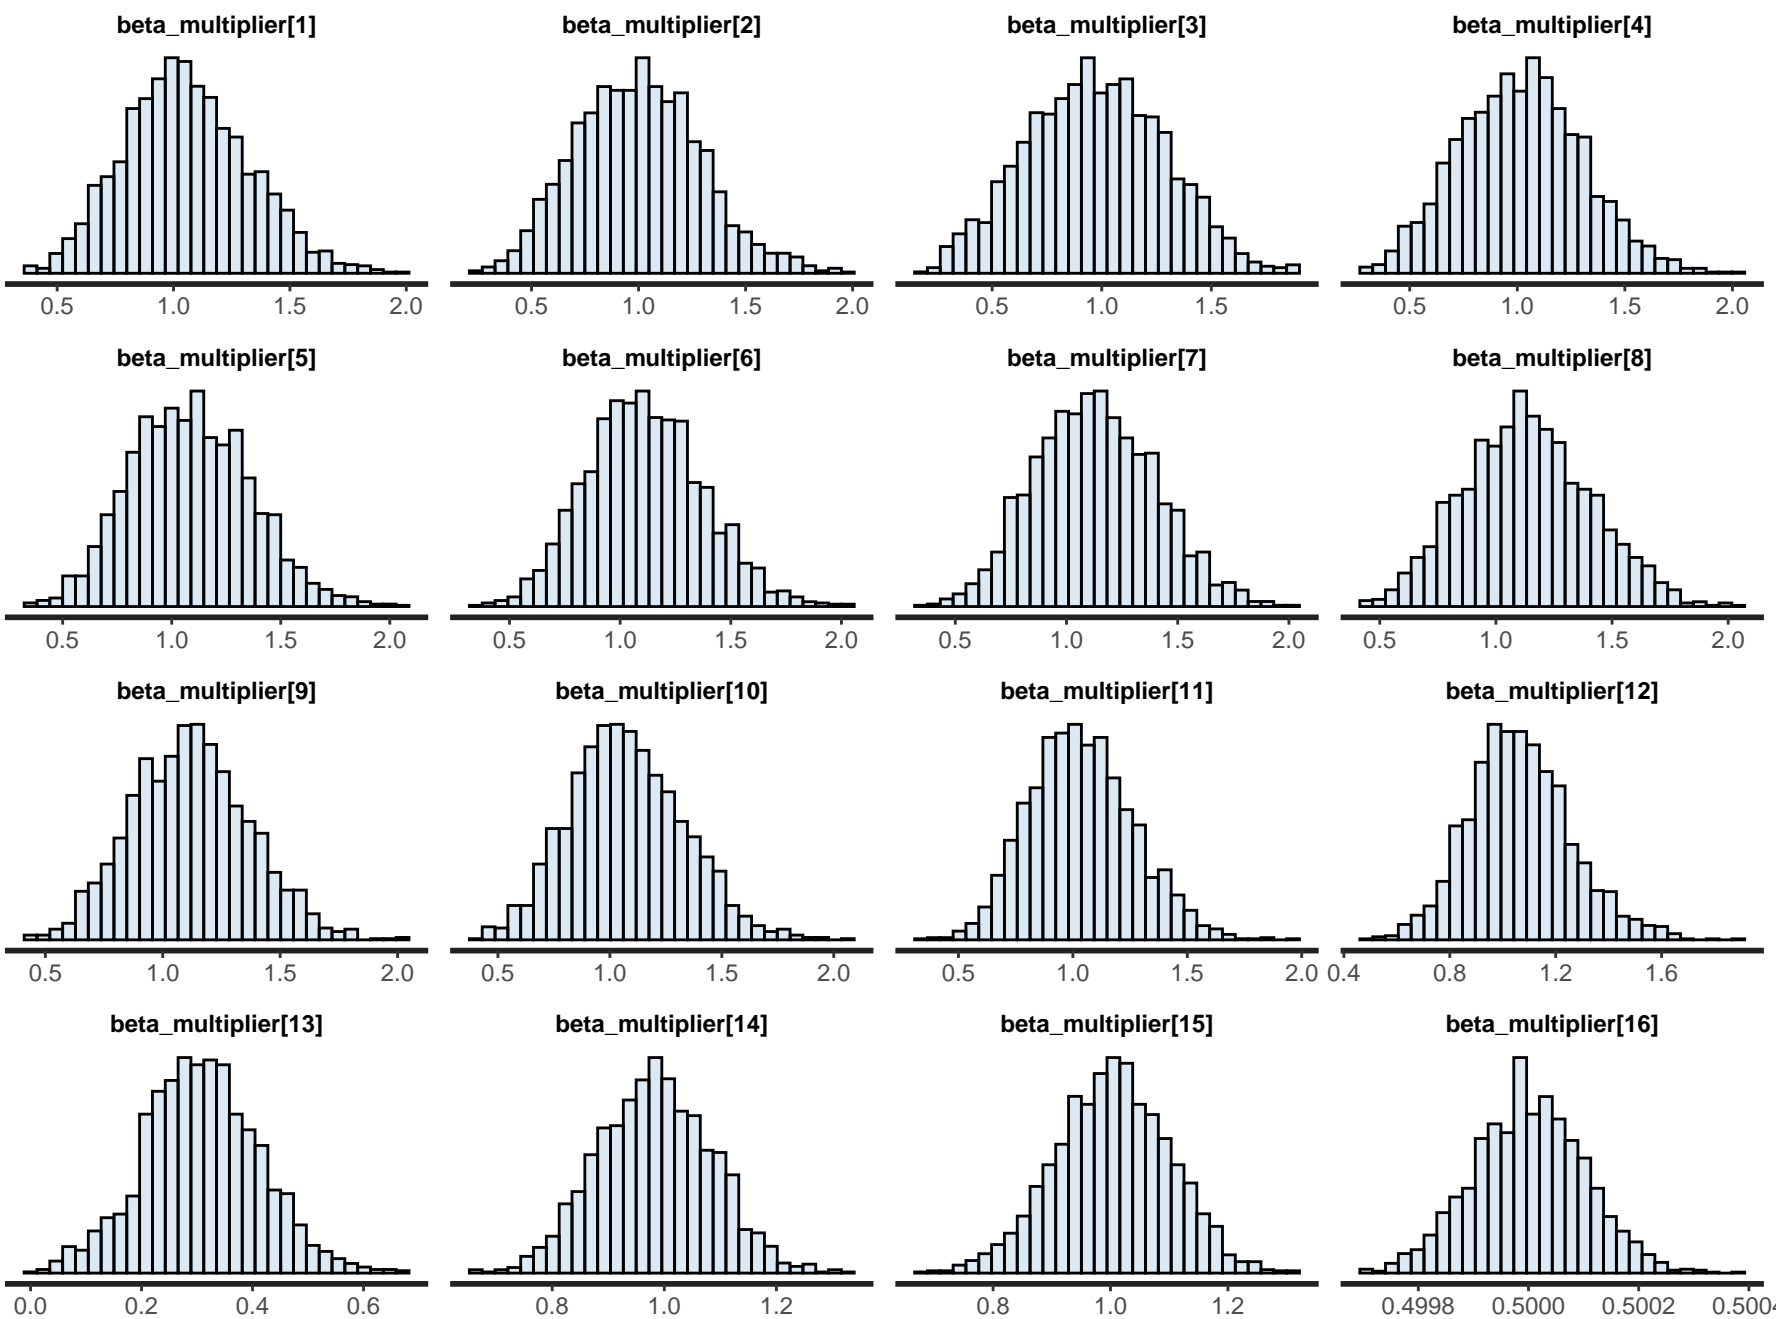 beta_multiplier[1] beta_multiplier[2] beta_multiplier[3] beta_multiplier[4]
0.5 1.0 1.5 2.0 0.5 1.0 1.5 2.0 0.5 1.0 1.5 0.5 1.0 1.5 2.0
beta_multiplier[5] beta_multiplier[6] beta_multiplier[7] beta_multiplier[8]
0.5 1.0 1.5 2.0 0.5 1.0 1.5 2.0 0.5 1.0 1.5 2.0 0.5 1.0 1.5 2.0
beta_multiplier[9] beta_multiplier[10] beta_multiplier[11] beta_multiplier[12]
0.5 1.0 1.5 2.0 0.5 1.0 1.5 2.0 0.5 1.0 1.5 2.0 0.4 0.8 1.2 1.6
beta_multiplier[13] beta_multiplier[14] beta_multiplier[15] beta_multiplier[16]
0.0 0.2 0.4 0.6 0.8 1.0 1.2 0.8 1.0 1.2 0.4998 0.5000 0.5002 0.5004